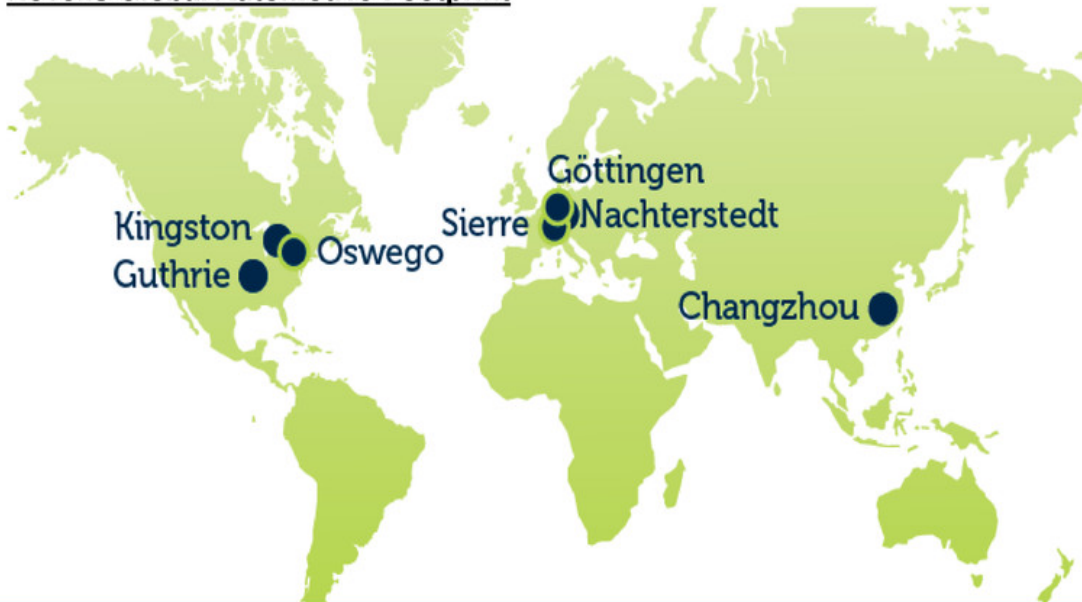 Göttingen
Kingston
Sierre
Nachterstedt
Oswego
Guthrie
Changzhou